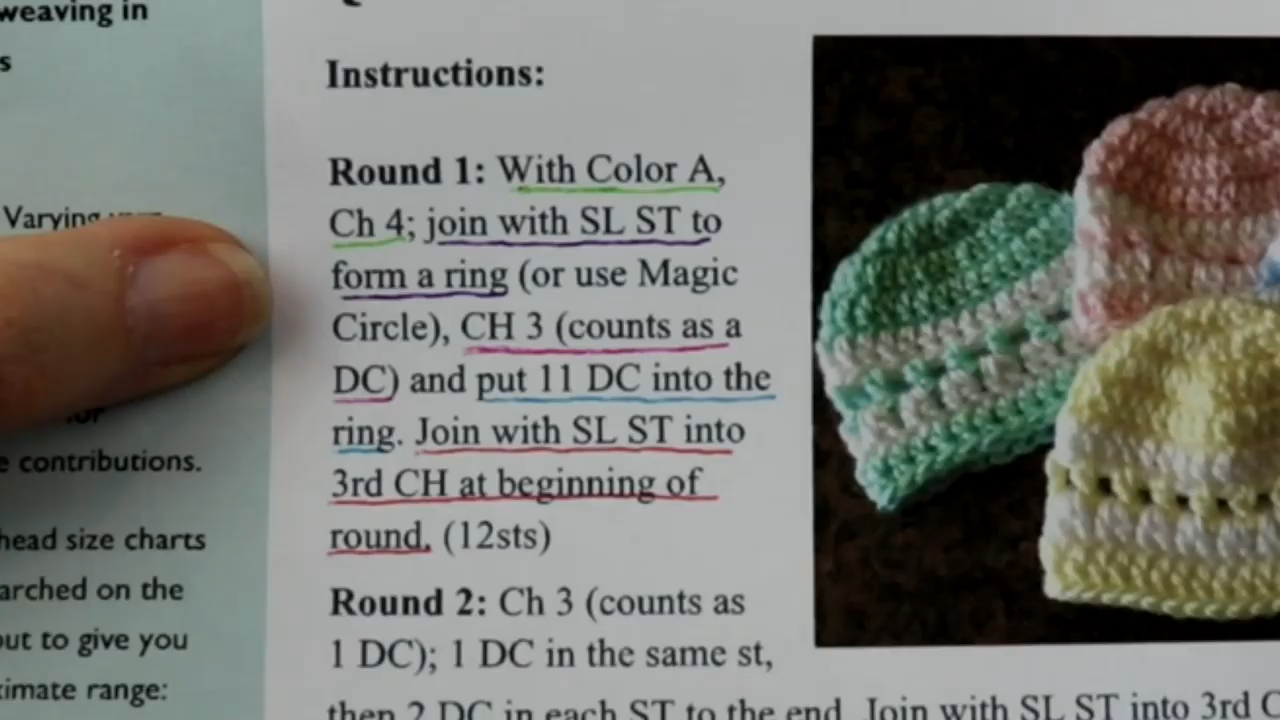 weaving in
s
Varying
e contributions.
head size charts
arched on the
out to give you
ximate range:
Instructions:
Round 1: With Color A,
Ch 4; join with SL ST to
form a ring (or use Magic
Circle), CH 3 (counts as a
DC) and put 11 DC into the
ring. Join with SL ST into
3rd CH at beginning of
round. (12sts)
Round 2: Ch 3 (counts as
1 DC); 1 DC in the same st,
then 2 DC in each ST to the end. Join with SL ST into 3rd C